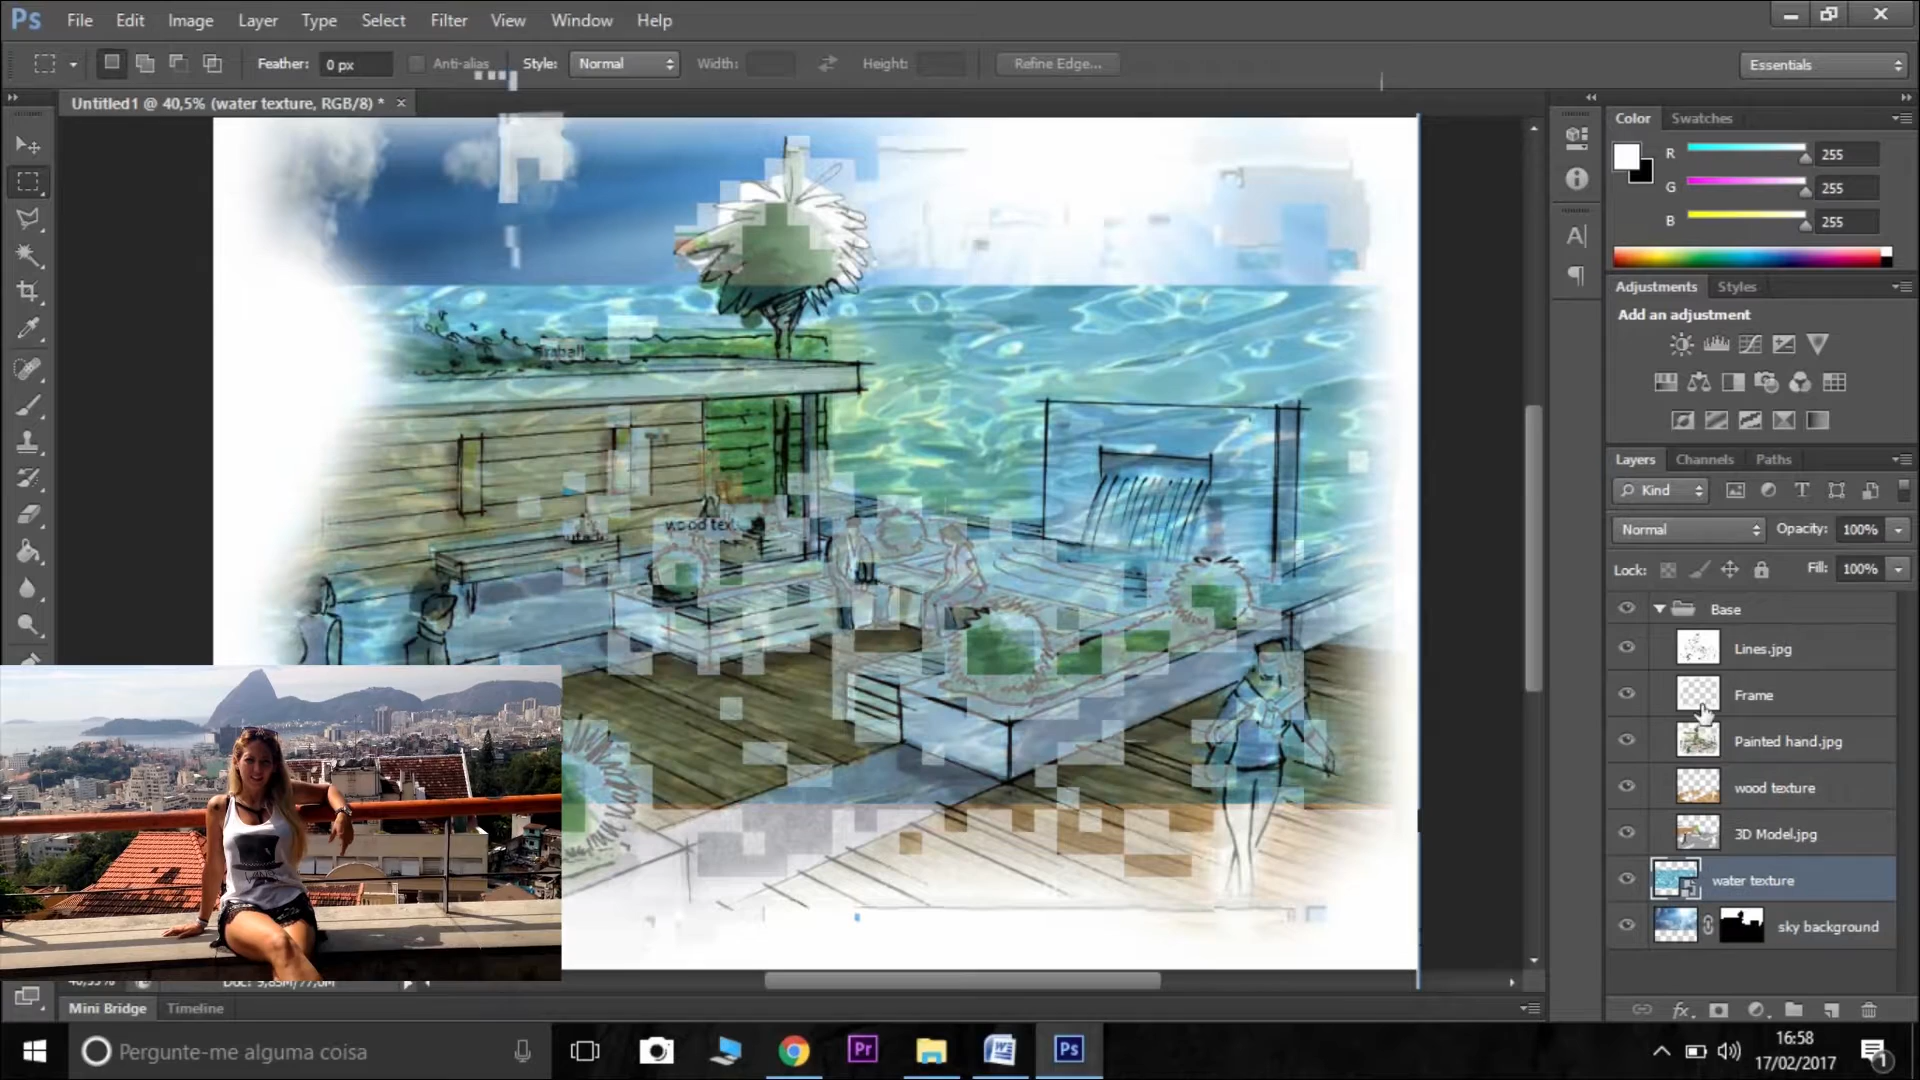 Ps File Edit Image Layer Type Select Filter View Window Help
Feather: 0 px Anti-alias Style: Normal Width: Height: Refine Edge... Essentials
Untitled1 @ 40,5% (water texture, RGB/8) * ×
Color Swatches
R 255
G 255
B 255
Adjustments Styles
Add an adjustment
Layers Channels Paths
Kind
Normal Opacity: 100%
Lock: Fill: 100%
Base
Lines.jpg
Frame
Painted hand.jpg
wood texture
3D Model.jpg
water texture
sky background
Mini Bridge Timeline
Pergunte-me alguma coisa
Pr
Ps
16:58
17/02/2017
1